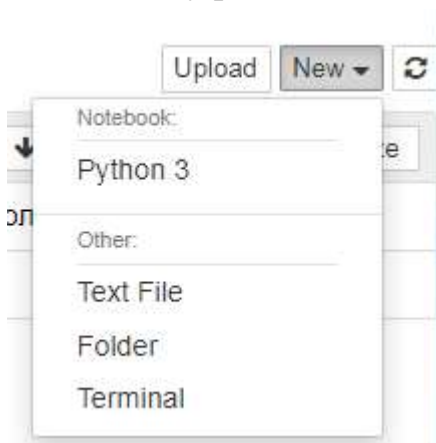 Upload New
Notebook:
Python 3
Other:
Text File
Folder
Terminal